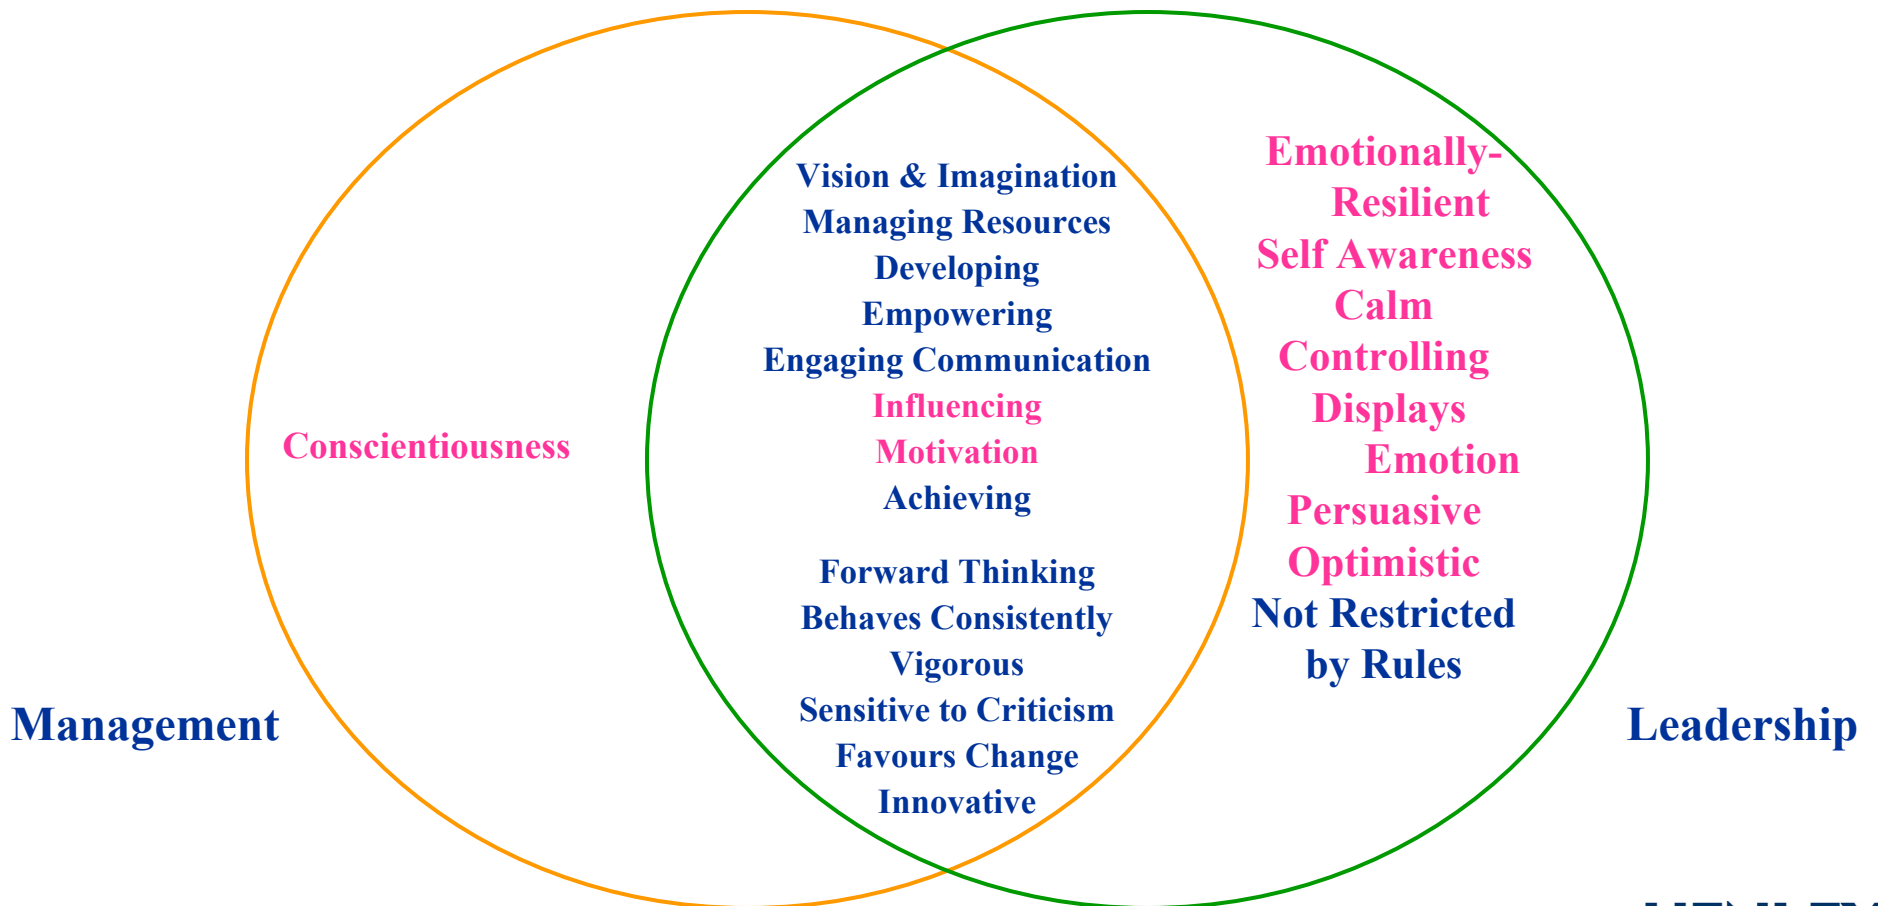 Vision & Imagination
Managing Resources
Developing
Empowering
Engaging Communication
Influencing
Motivation
Achieving
Forward Thinking
Behaves Consistently
Vigorous
Sensitive to Criticism
Favours Change
Innovative
Conscientiousness
Emotionally-
Resilient
Self Awareness
Calm
Controlling
Displays
Emotion
Persuasive
Optimistic
Not Restricted
by Rules
Management
Leadership